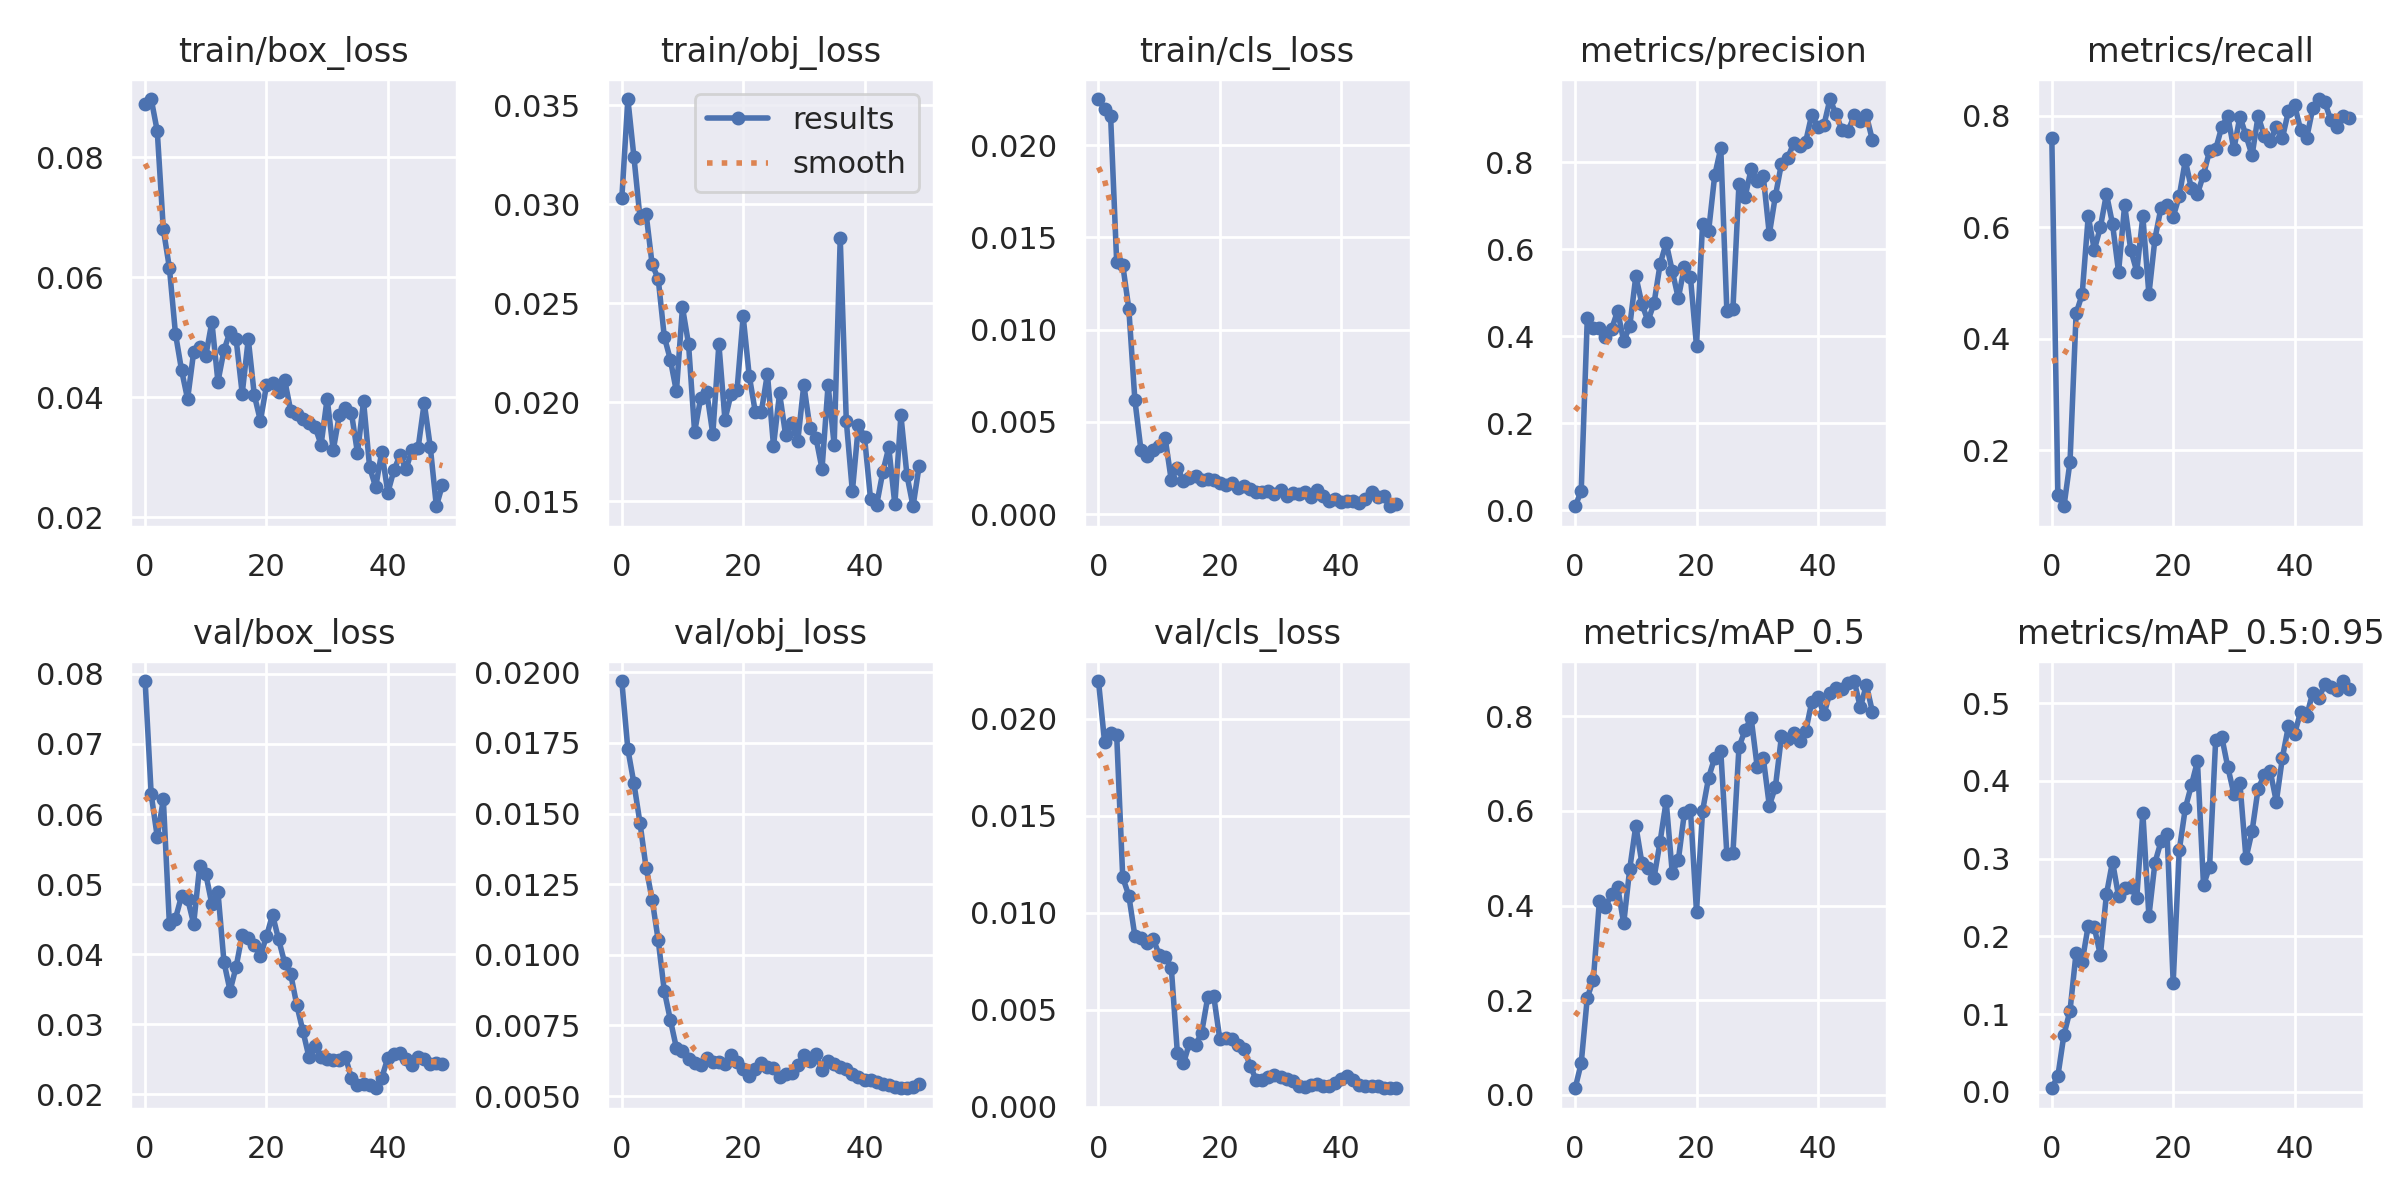 train/box_loss
0.08
0.06
0.04
0.02
0 20 40
train/obj_loss
results
smooth
0.035
0.030
0.025
0.020
0.015
0 20 40
train/cls_loss
0.020
0.015
0.010
0.005
0.000
0 20 40
metrics/precision
0.8
0.6
0.4
0.2
0.0
0 20 40
metrics/recall
0.8
0.6
0.4
0.2
0 20 40
val/box_loss
0.08
0.07
0.06
0.05
0.04
0.03
0.02
0 20 40
val/obj_loss
0.0200
0.0175
0.0150
0.0125
0.0100
0.0075
0.0050
0 20 40
val/cls_loss
0.020
0.015
0.010
0.005
0.000
0 20 40
metrics/mAP_0.5
0.8
0.6
0.4
0.2
0.0
0 20 40
metrics/mAP_0.5:0.95
0.5
0.4
0.3
0.2
0.1
0.0
0 20 40